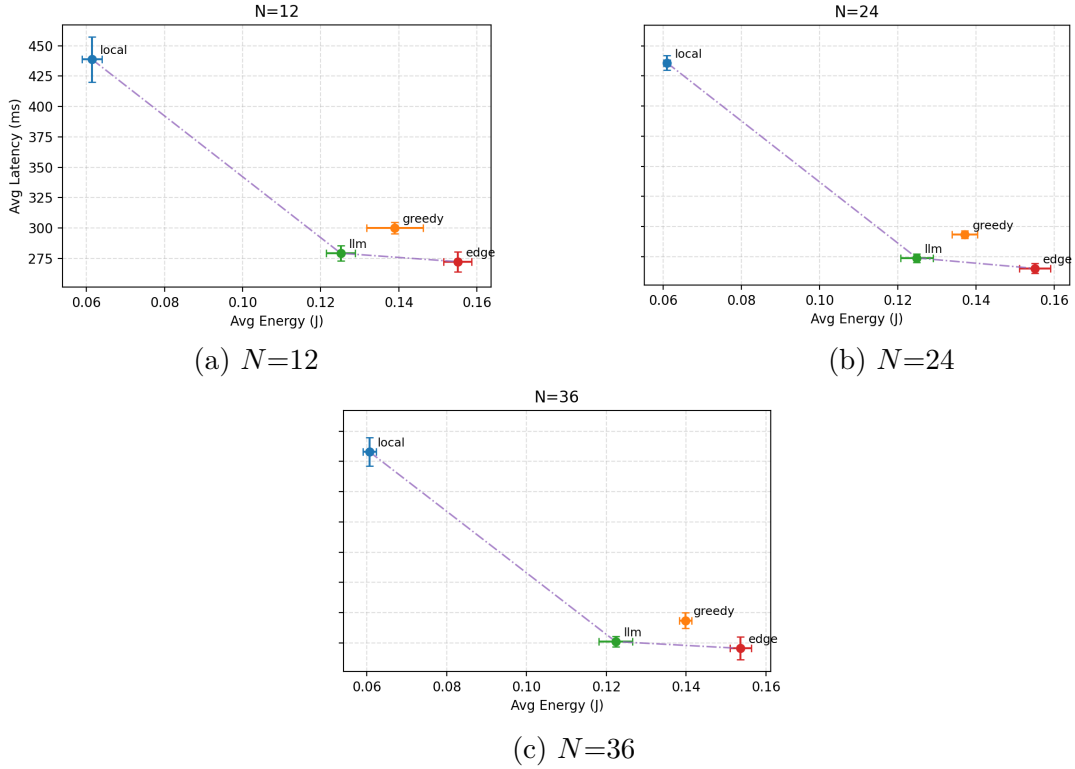 N=12
450
425
400
375
350
325
300
275
Avg Latency (ms)
local
greedy
llm
edge
0.06 0.08 0.10 0.12 0.14 0.16
Avg Energy (J)
(a) N=12
N=24
local
greedy
llm
edge
0.06 0.08 0.10 0.12 0.14 0.16
Avg Energy (J)
(b) N=24
N=36
local
greedy
llm
edge
0.06 0.08 0.10 0.12 0.14 0.16
Avg Energy (J)
(c) N=36